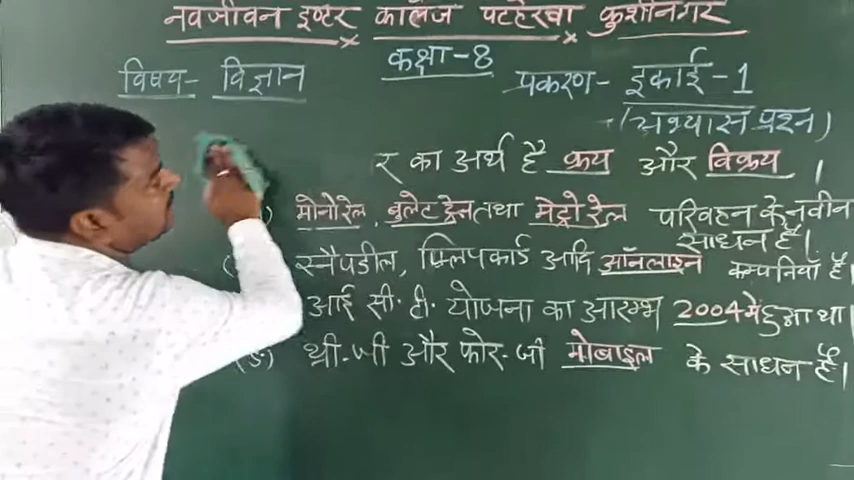 नवजीवन इण्टर कालेज पटहेरवा कुशीनगर
कक्षा-8
विषय- विज्ञान
प्रकरण- इकाई-1
(अभ्यास प्रश्न)
र का अर्थ है क्रय और विक्रय ।
मोनोरेल, बुलेट ट्रेन तथा मेट्रो रेल परिवहन के नवीन
साधन हैं।
स्नैपडील, फ्लिपकार्ड आदि ऑनलाइन कम्पनियाँ हैं।
आई सी. टी. योजना का आरम्भ 2004 मे हुआ था।
(ङ) थ्री-जी और फोर-जी मोबाइल के साधन हैं।